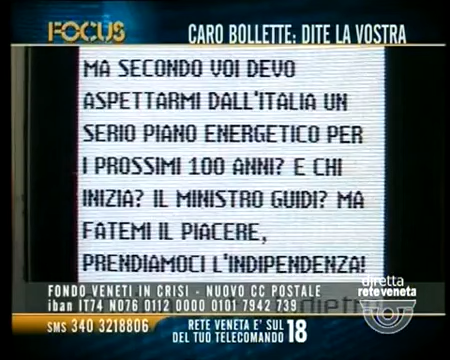 FOCUS
CARO BOLLETTE: DITE LA VOSTRA
MA SECONDO VOI DEVO
ASPETTARMI DALL'ITALIA UN
SERIO PIANO ENERGETICO PER
I PROSSIMI 100 ANNI? E CHI
INIZIA? IL MINISTRO GUIDI? MA
FATEMI IL PIACERE,
PRENDIAMOCI L'INDIPENDENZA!
diretta
reteveneta
FONDO VENETI IN CRISI - NUOVO CC POSTALE
iban IT74 N076 0112 0000 0101 7942 739
SMS 340 3218806
RETE VENETA E' SUL
DEL TUO TELECOMANDO 18